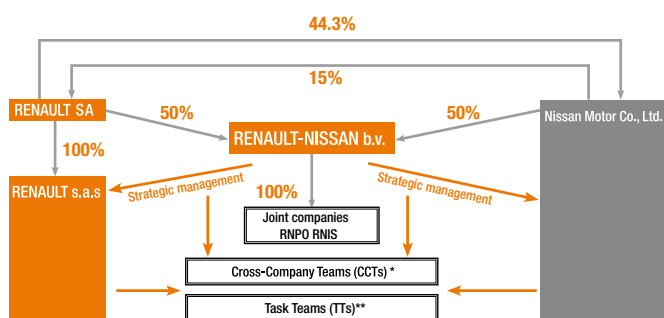 44.3%
15%
RENAULT SA
50%
50%
Nissan Motor Co., Ltd.
RENAULT-NISSAN b.v.
100%
RENAULT s.a.s
Strategic management
100%
Strategic management
Joint companies
RNPO RNIS
Cross-Company Teams (CCTs) *
Task Teams (TTs)**